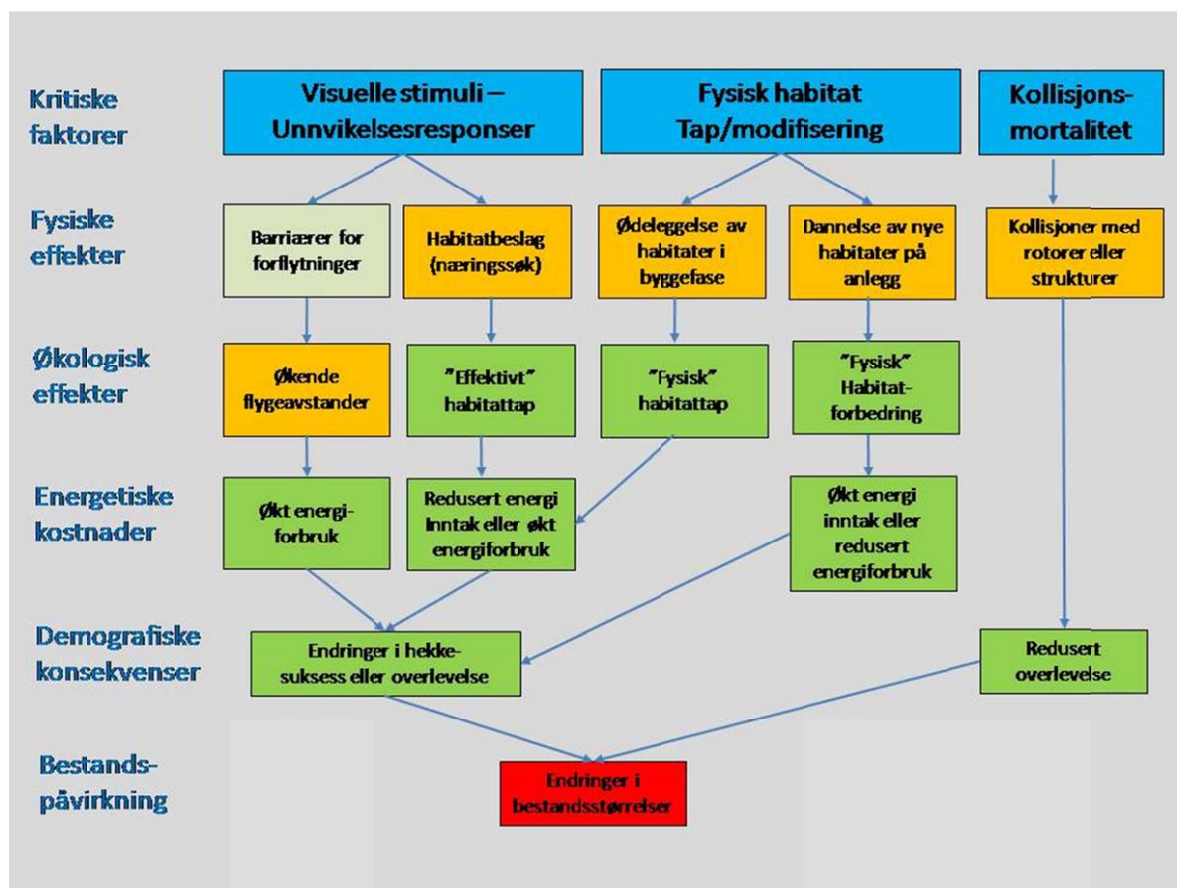 Kritiske
faktorer
Visuelle stimuli –
Unnvikelsesresponser
Fysisk habitat
Tap/modifisering
Kollisjons-
mortalitet
Fysiske
effekter
Barriærer for
forflytninger
Habitatbeslag
(næringssøk)
Ødeleggelse av
habitater i
byggefase
Dannelse av nye
habitater på
anlegg
Kollisjoner med
rotorer eller
strukturer
Økologisk
effekter
Økende
flygeavstander
"Effektivt"
habitattap
"Fysisk"
habitattap
"Fysisk"
Habitat-
forbedring
Energetiske
kostnader
Økt energi-
forbruk
Redusert energi
Inntak eller økt
energiforbruk
Økt energi
inntak eller
redusert
energiforbruk
Demografiske
konsekvenser
Endringer i hekke-
suksess eller overlevelse
Redusert
overlevelse
Bestands-
påvirkning
Endringer i
bestandsstørrelser